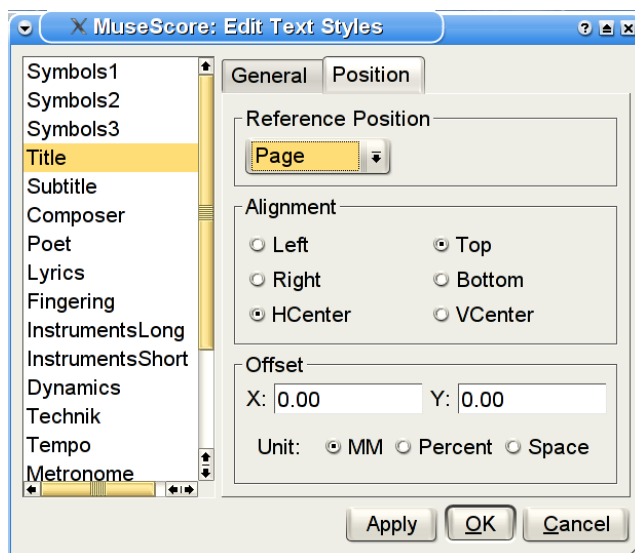 MuseScore: Edit Text Styles
Symbols1
Symbols2
Symbols3
Title
Subtitle
Composer
Poet
Lyrics
Fingering
InstrumentsLong
InstrumentsShort
Dynamics
Technik
Tempo
Metronome
General Position
Reference Position
Page
Alignment
Left Top
Right Bottom
HCenter VCenter
Offset
X: 0.00 Y: 0.00
Unit: MM Percent Space
Apply OK Cancel